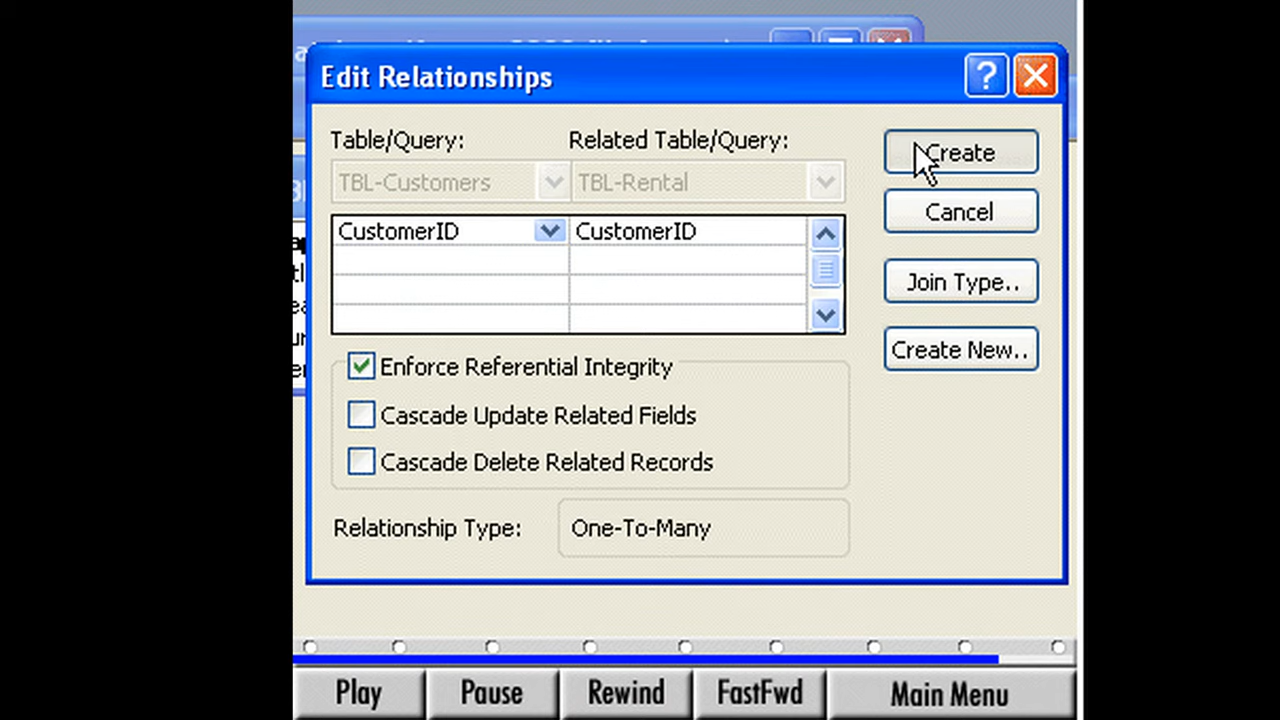 Edit Relationships
Table/Query: Related Table/Query:
TBL-Customers TBL-Rental
CustomerID CustomerID
Enforce Referential Integrity
Cascade Update Related Fields
Cascade Delete Related Records
Relationship Type: One-To-Many
Create
Cancel
Join Type..
Create New..
Play Pause Rewind FastFwd Main Menu